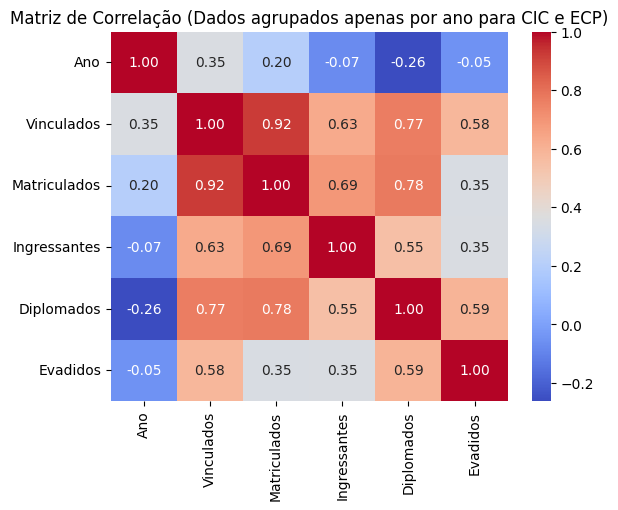 Matriz de Correlação (Dados agrupados apenas por ano para CIC e ECP)
Ano 1.00 0.35 0.20 -0.07 -0.26 -0.05
Vinculados 0.35 1.00 0.92 0.63 0.77 0.58
Matriculados 0.20 0.92 1.00 0.69 0.78 0.35
Ingressantes -0.07 0.63 0.69 1.00 0.55 0.35
Diplomados -0.26 0.77 0.78 0.55 1.00 0.59
Evadidos -0.05 0.58 0.35 0.35 0.59 1.00
Ano Vinculados Matriculados Ingressantes Diplomados Evadidos
1.0
0.8
0.6
0.4
0.2
0.0
−0.2